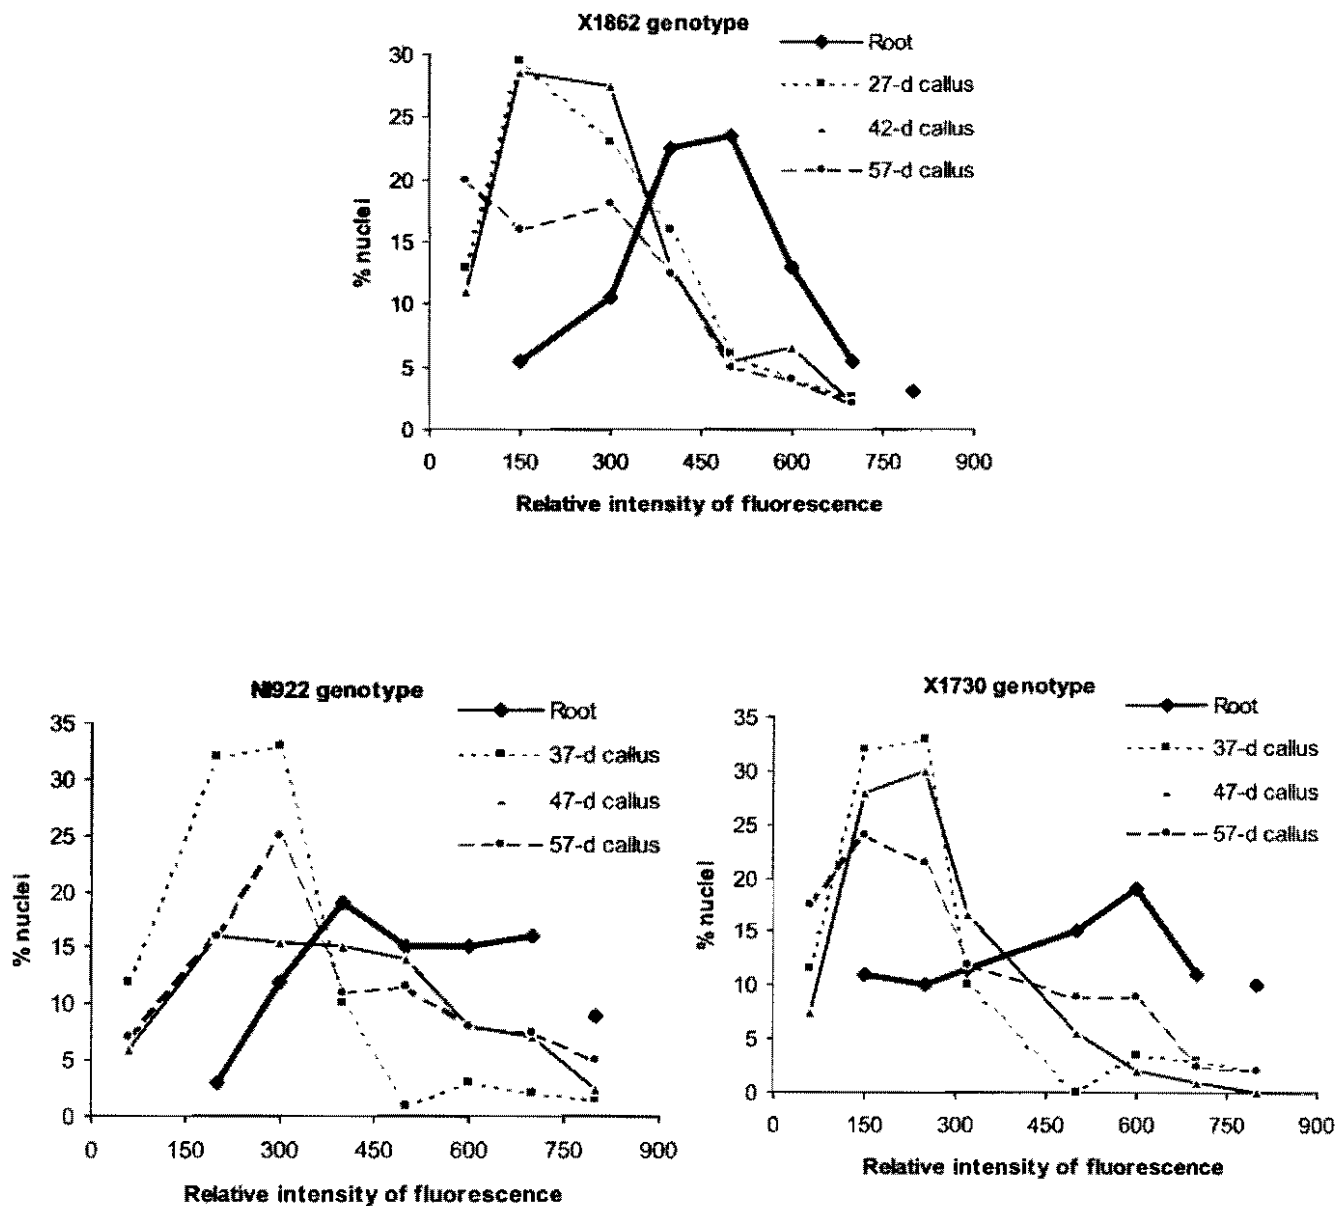 X1862 genotype
Root
27-d callus
42-d callus
57-d callus
30
25
20
15
10
5
0
% nuclei
0 150 300 450 600 750 900
Relative intensity of fluorescence
NI922 genotype
Root
37-d callus
47-d callus
57-d callus
35
30
25
20
15
10
5
0
% nuclei
0 150 300 450 600 750 900
Relative intensity of fluorescence
X1730 genotype
Root
37-d callus
47-d callus
57-d callus
35
30
25
20
15
10
5
0
% nuclei
0 150 300 450 600 750 900
Relative intensity of fluorescence